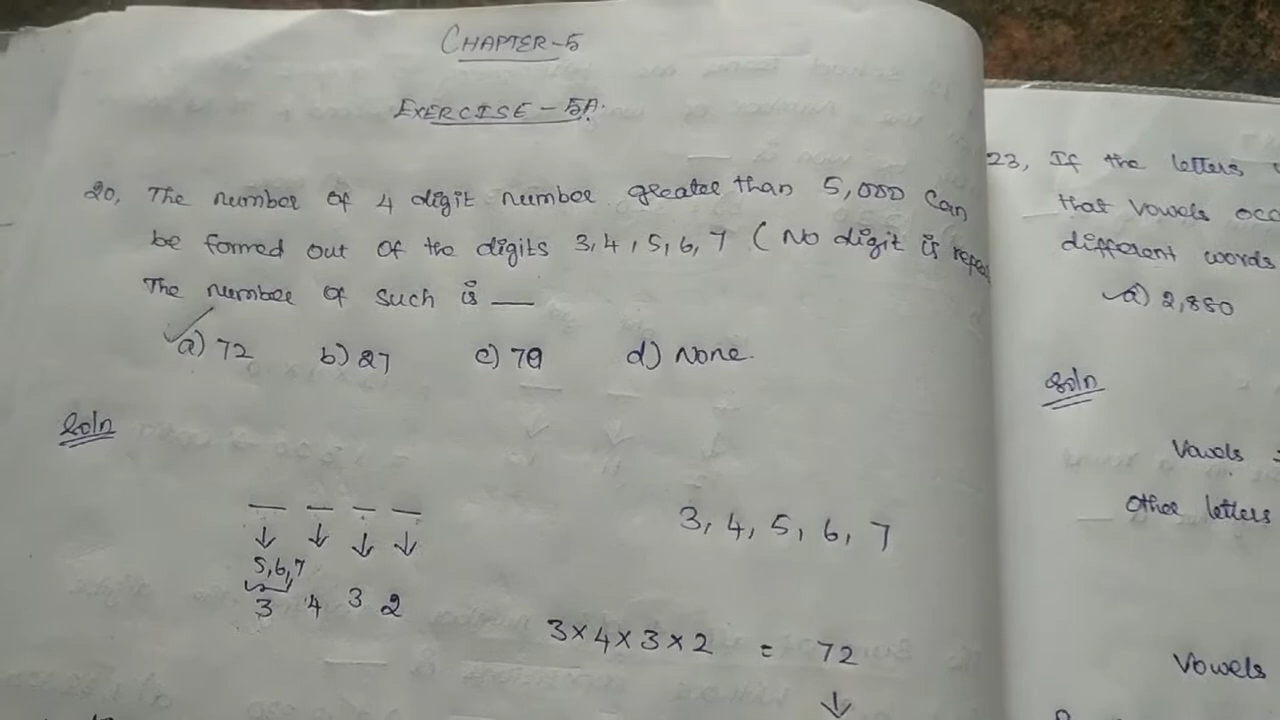 CHAPTER-5
EXERCISE - 5A.
20, The number of 4 digit number greater than 5,000 Can
be formed out of the digits 3, 4, 5, 6, 7 ( No digit is
The number of such is —
a) 72 b) 27 c) 70 d) None.
Soln
— — — —
↓ ↓ ↓ ↓
5,6,7
3 4 3 2
3, 4, 5, 6, 7
3×4×3×2 = 72
↓
23, If the letters
that vowels
different words
a) 2,880
Soln
Vowels
Other letters
Vowels